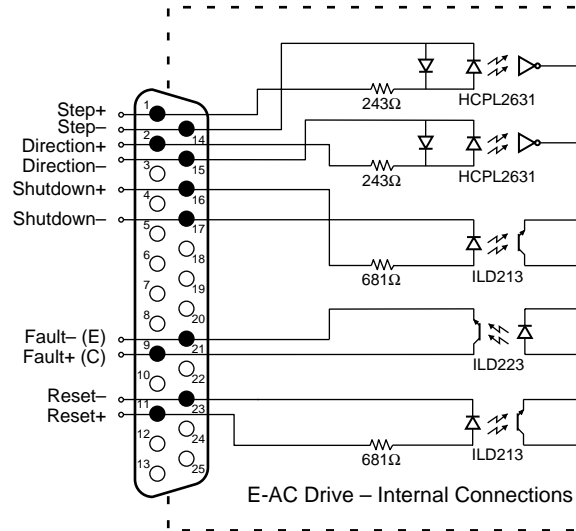 Step+
Step–
Direction+
Direction–
Shutdown+
Shutdown–
Fault– (E)
Fault+ (C)
Reset–
Reset+
1
14
2
15
3
16
4
17
5
18
6
19
7
20
8
21
9
22
10
23
11
24
12
25
13
243Ω
HCPL2631
243Ω
HCPL2631
681Ω
ILD213
ILD223
681Ω
ILD213
E-AC Drive – Internal Connections